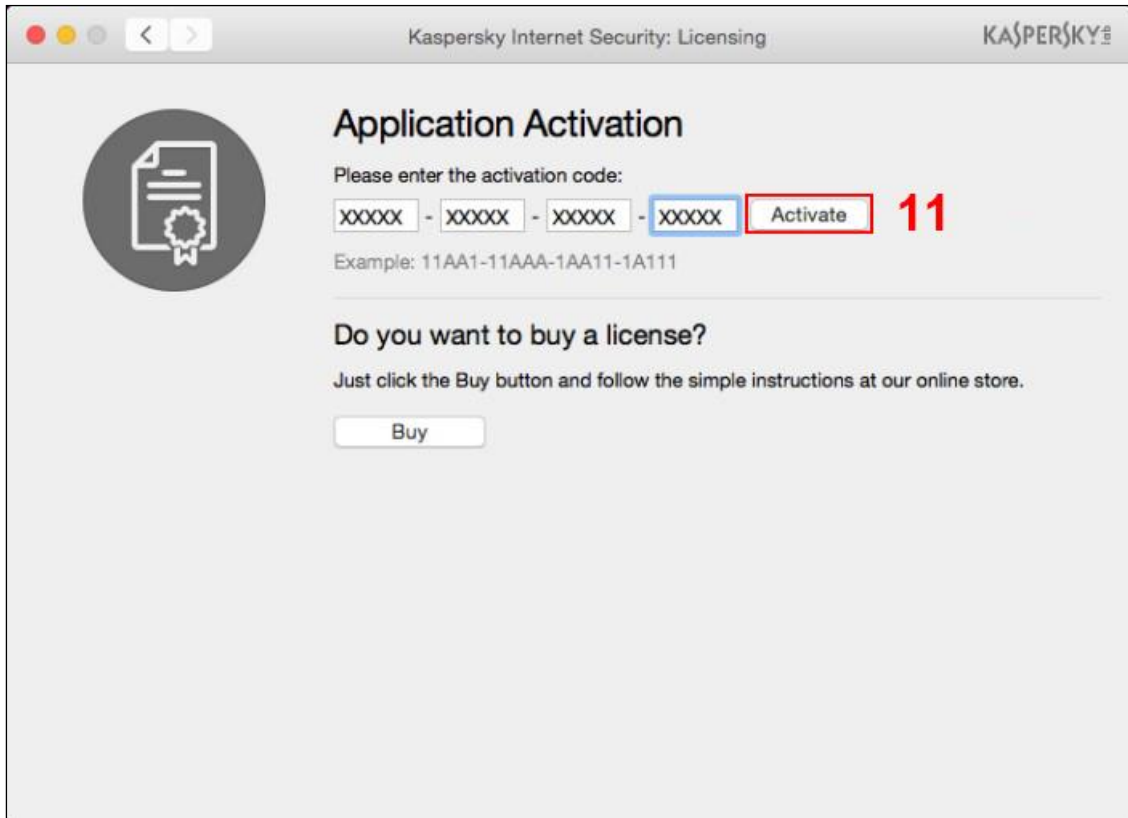 Kaspersky Internet Security: Licensing
KASPERSKY lab
Application Activation
Please enter the activation code:
XXXXX - XXXXX - XXXXX - XXXXX Activate 11
Example: 11AA1-11AAA-1AA11-1A111
Do you want to buy a license?
Just click the Buy button and follow the simple instructions at our online store.
Buy